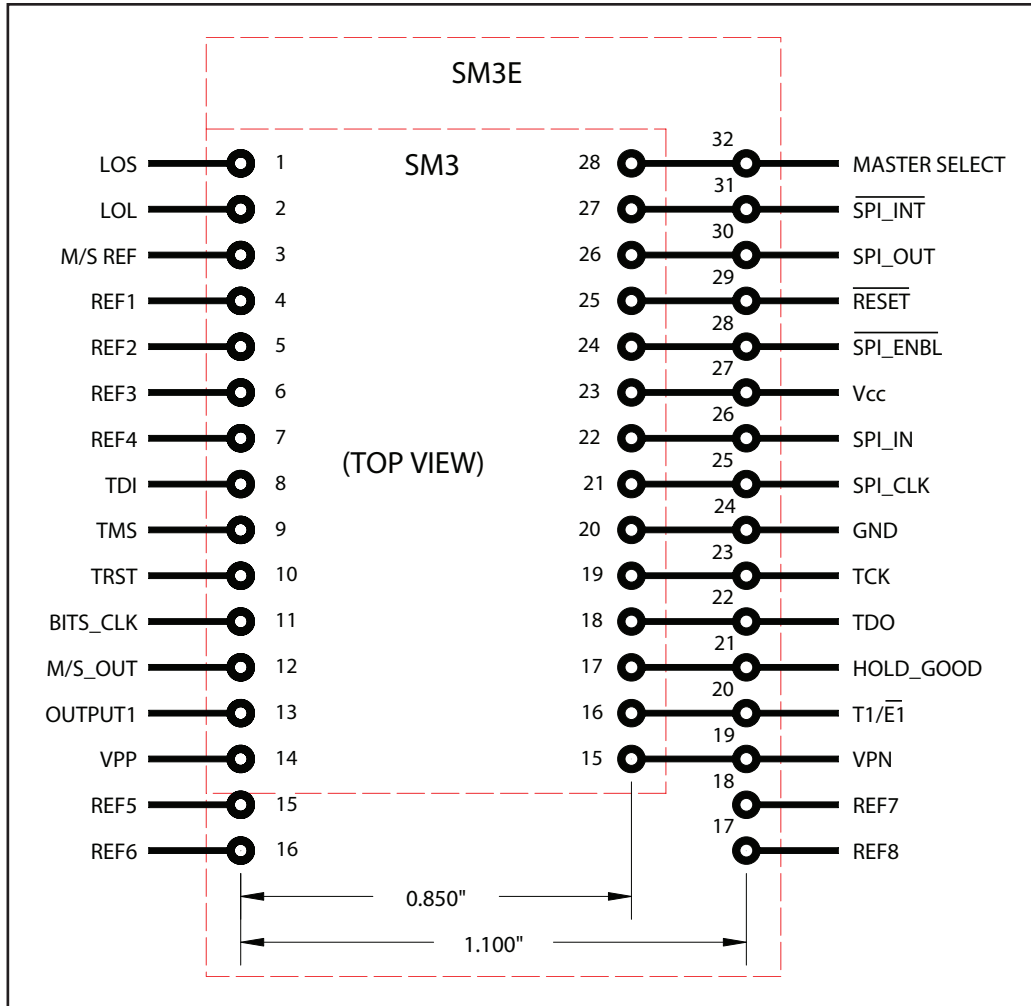 SM3E
SM3
32
LOS 1 28 MASTER SELECT
31
LOL 2 27 SPI_INT
30
M/S REF 3 26 SPI_OUT
29
REF1 4 25 RESET
28
REF2 5 24 SPI_ENBL
27
REF3 6 23 Vcc
26
REF4 7 22 SPI_IN
(TOP VIEW)
25
TDI 8 21 SPI_CLK
24
TMS 9 20 GND
23
TRST 10 19 TCK
22
BITS_CLK 11 18 TDO
21
M/S_OUT 12 17 HOLD_GOOD
20
OUTPUT1 13 16 T1/E1
19
VPP 14 15 VPN
18
REF5 15 REF7
17
REF6 16 REF8
0.850"
1.100"